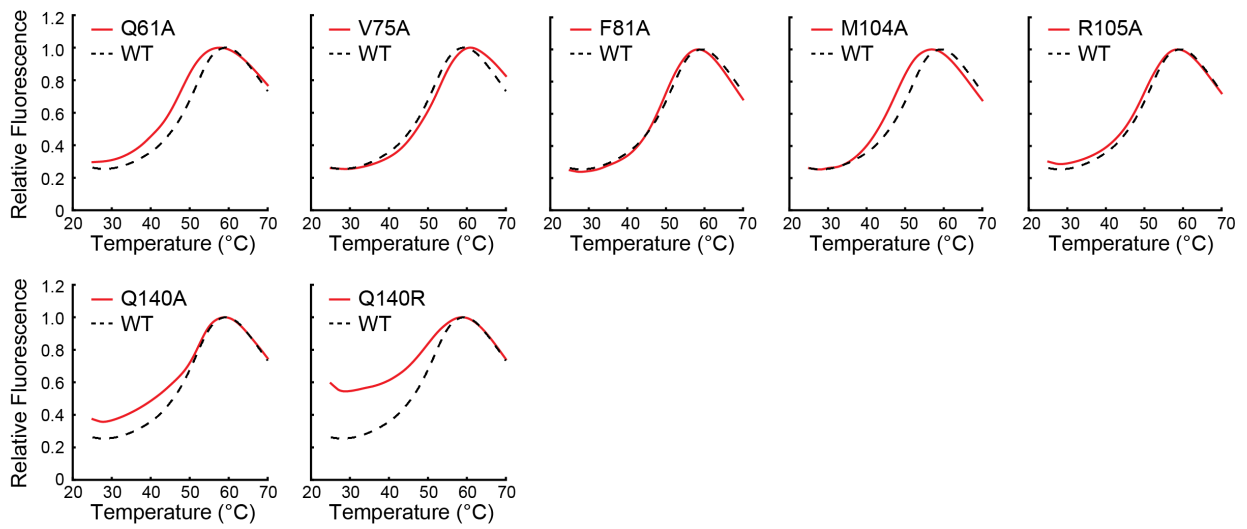 Relative Fluorescence
1.2
1.0
0.8
0.6
0.4
0.2
0
Q61A
WT
20 30 40 50 60 70
Temperature (°C)
V75A
WT
20 30 40 50 60 70
Temperature (°C)
F81A
WT
20 30 40 50 60 70
Temperature (°C)
M104A
WT
20 30 40 50 60 70
Temperature (°C)
R105A
WT
20 30 40 50 60 70
Temperature (°C)
Relative Fluorescence
1.2
1.0
0.8
0.6
0.4
0.2
0
Q140A
WT
20 30 40 50 60 70
Temperature (°C)
Q140R
WT
20 30 40 50 60 70
Temperature (°C)